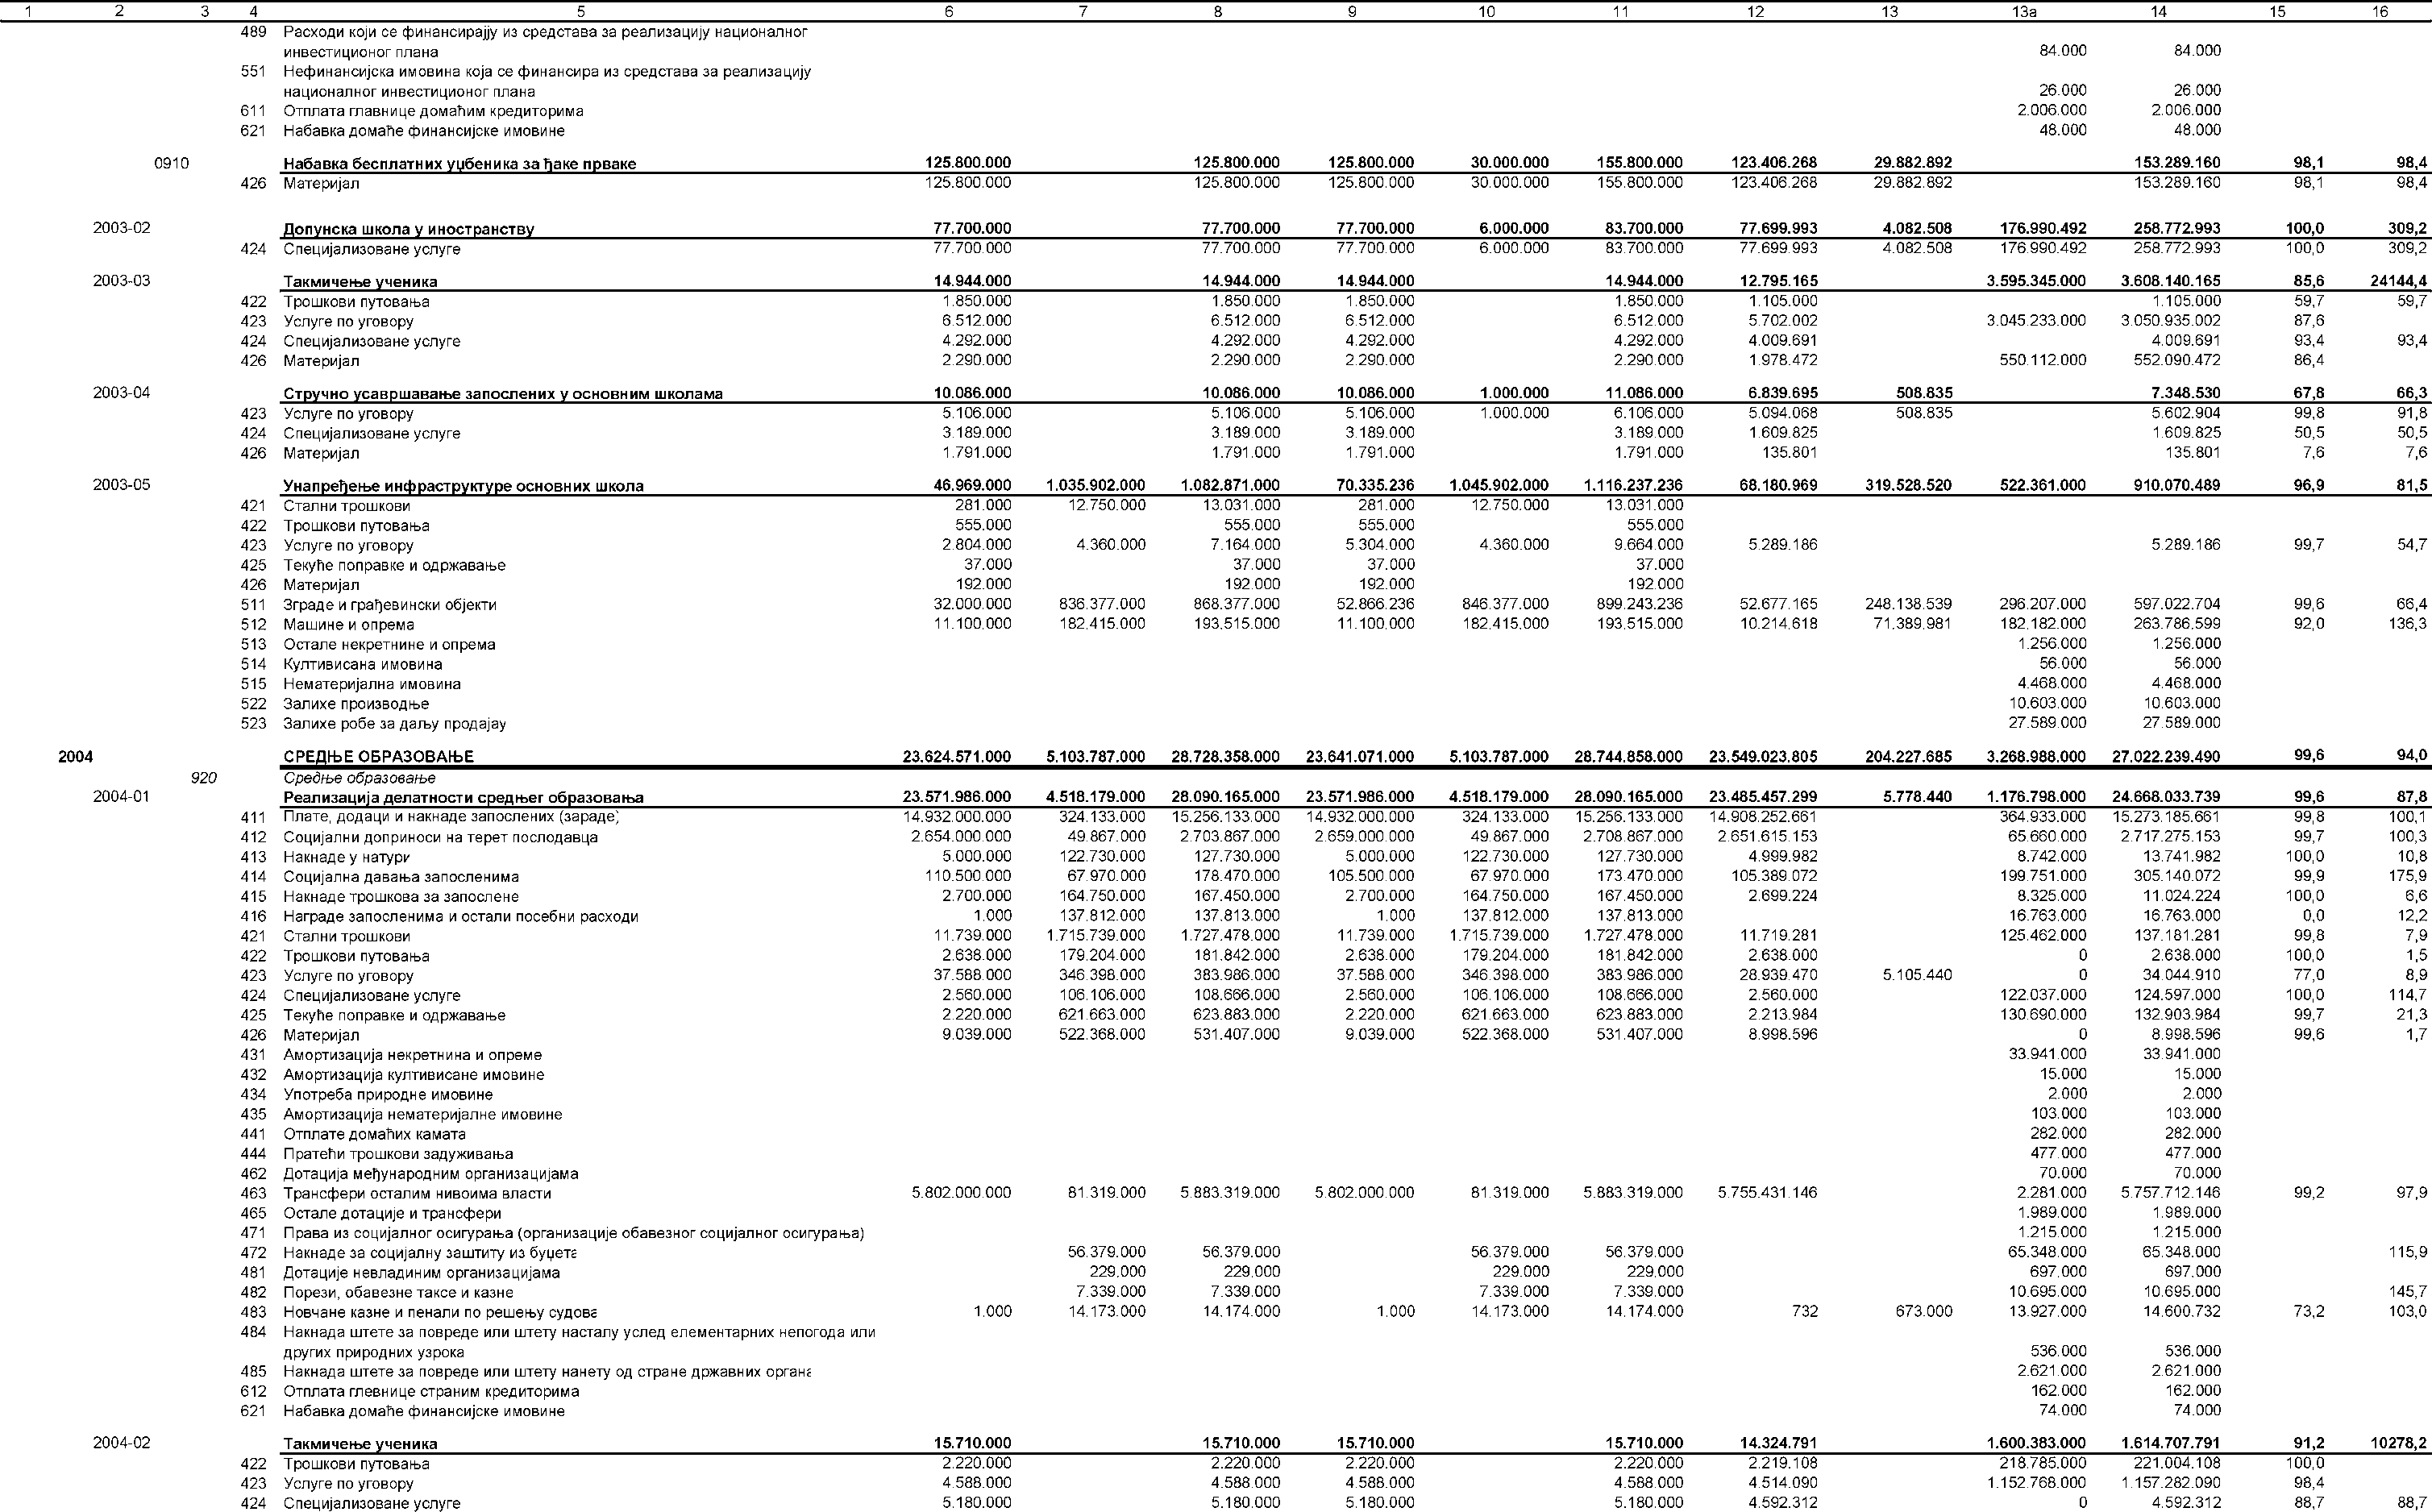 1 2 3 4 5 6 7 8 9 10 11 12 13 13а 14 15 16
489 Расходи који се финансирајју из средстава за реализацију националног
инвестиционог плана 84.000 84.000
551 Нефинансијска имовина која се финансира из средстава за реализацију
националног инвестиционог плана 26.000 26.000
611 Отплата главнице домаћим кредиторима 2.006.000 2.006.000
621 Набавка домаће финансијске имовине 48.000 48.000
0910 Набавка бесплатних уџбеника за ђаке прваке 125.800.000 125.800.000 125.800.000 30.000.000 155.800.000 123.406.268 29.882.892 153.289.160 98,1 98,4
426 Материјал 125.800.000 125.800.000 125.800.000 30.000.000 155.800.000 123.406.268 29.882.892 153.289.160 98,1 98,4
2003-02 Допунска школа у иностранству 77.700.000 77.700.000 77.700.000 6.000.000 83.700.000 77.699.993 4.082.508 176.990.492 258.772.993 100,0 309,2
424 Специјализоване услуге 77.700.000 77.700.000 77.700.000 6.000.000 83.700.000 77.699.993 4.082.508 176.990.492 258.772.993 100,0 309,2
2003-03 Такмичење ученика 14.944.000 14.944.000 14.944.000 14.944.000 12.795.165 3.595.345.000 3.608.140.165 85,6 24144,4
422 Трошкови путовања 1.850.000 1.850.000 1.850.000 1.850.000 1.105.000 1.105.000 59,7 59,7
423 Услуге по уговору 6.512.000 6.512.000 6.512.000 6.512.000 5.702.002 3.045.233.000 3.050.935.002 87,6
424 Специјализоване услуге 4.292.000 4.292.000 4.292.000 4.292.000 4.009.691 4.009.691 93,4 93,4
426 Материјал 2.290.000 2.290.000 2.290.000 2.290.000 1.978.472 550.112.000 552.090.472 86,4
2003-04 Стручно усавршавање запослених у основним школама 10.086.000 10.086.000 10.086.000 1.000.000 11.086.000 6.839.695 508.835 7.348.530 67,8 66,3
423 Услуге по уговору 5.106.000 5.106.000 5.106.000 1.000.000 6.106.000 5.094.068 508.835 5.602.904 99,8 91,8
424 Специјализоване услуге 3.189.000 3.189.000 3.189.000 3.189.000 1.609.825 1.609.825 50,5 50,5
426 Материјал 1.791.000 1.791.000 1.791.000 1.791.000 135.801 135.801 7,6 7,6
2003-05 Унапређење инфраструктуре основних школа 46.969.000 1.035.902.000 1.082.871.000 70.335.236 1.045.902.000 1.116.237.236 68.180.969 319.528.520 522.361.000 910.070.489 96,9 81,5
421 Стални трошкови 281.000 12.750.000 13.031.000 281.000 12.750.000 13.031.000
422 Трошкови путовања 555.000 555.000 555.000 555.000
423 Услуге по уговору 2.804.000 4.360.000 7.164.000 5.304.000 4.360.000 9.664.000 5.289.186 5.289.186 99,7 54,7
425 Текуће поправке и одржавање 37.000 37.000 37.000 37.000
426 Материјал 192.000 192.000 192.000 192.000
511 Зграде и грађевински објекти 32.000.000 836.377.000 868.377.000 52.866.236 846.377.000 899.243.236 52.677.165 248.138.539 296.207.000 597.022.704 99,6 66,4
512 Машине и опрема 11.100.000 182.415.000 193.515.000 11.100.000 182.415.000 193.515.000 10.214.618 71.389.981 182.182.000 263.786.599 92,0 136,3
513 Остале некретнине и опрема 1.256.000 1.256.000
514 Култивисана имовина 56.000 56.000
515 Нематеријална имовина 4.468.000 4.468.000
522 Залихе производње 10.603.000 10.603.000
523 Залихе робе за даљу продајау 27.589.000 27.589.000
2004 СРЕДЊЕ ОБРАЗОВАЊЕ 23.624.571.000 5.103.787.000 28.728.358.000 23.641.071.000 5.103.787.000 28.744.858.000 23.549.023.805 204.227.685 3.268.988.000 27.022.239.490 99,6 94,0
920 Средње образовање
2004-01 Реализација делатности средњег образовања 23.571.986.000 4.518.179.000 28.090.165.000 23.571.986.000 4.518.179.000 28.090.165.000 23.485.457.299 5.778.440 1.176.798.000 24.668.033.739 99,6 87,8
411 Плате, додаци и накнаде запослених (зараде) 14.932.000.000 324.133.000 15.256.133.000 14.932.000.000 324.133.000 15.256.133.000 14.908.252.661 364.933.000 15.273.185.661 99,8 100,1
412 Социјални доприноси на терет послодавца 2.654.000.000 49.867.000 2.703.867.000 2.659.000.000 49.867.000 2.708.867.000 2.651.615.153 65.660.000 2.717.275.153 99,7 100,3
413 Накнаде у натури 5.000.000 122.730.000 127.730.000 5.000.000 122.730.000 127.730.000 4.999.982 8.742.000 13.741.982 100,0 10,8
414 Социјална давања запосленима 110.500.000 67.970.000 178.470.000 105.500.000 67.970.000 173.470.000 105.389.072 199.751.000 305.140.072 99,9 175,9
415 Накнаде трошкова за запослене 2.700.000 164.750.000 167.450.000 2.700.000 164.750.000 167.450.000 2.699.224 8.325.000 11.024.224 100,0 6,6
416 Награде запосленима и остали посебни расходи 1.000 137.812.000 137.813.000 1.000 137.812.000 137.813.000 16.763.000 16.763.000 0,0 12,2
421 Стални трошкови 11.739.000 1.715.739.000 1.727.478.000 11.739.000 1.715.739.000 1.727.478.000 11.719.281 125.462.000 137.181.281 99,8 7,9
422 Трошкови путовања 2.638.000 179.204.000 181.842.000 2.638.000 179.204.000 181.842.000 2.638.000 0 2.638.000 100,0 1,5
423 Услуге по уговору 37.588.000 346.398.000 383.986.000 37.588.000 346.398.000 383.986.000 28.939.470 5.105.440 0 34.044.910 77,0 8,9
424 Специјализоване услуге 2.560.000 106.106.000 108.666.000 2.560.000 106.106.000 108.666.000 2.560.000 122.037.000 124.597.000 100,0 114,7
425 Текуће поправке и одржавање 2.220.000 621.663.000 623.883.000 2.220.000 621.663.000 623.883.000 2.213.984 130.690.000 132.903.984 99,7 21,3
426 Материјал 9.039.000 522.368.000 531.407.000 9.039.000 522.368.000 531.407.000 8.998.596 0 8.998.596 99,6 1,7
431 Амортизација некретнина и опреме 33.941.000 33.941.000
432 Амортизација култивисане имовине 15.000 15.000
434 Употреба природне имовине 2.000 2.000
435 Амортизација нематеријалне имовине 103.000 103.000
441 Отплате домаћих камата 282.000 282.000
444 Пратећи трошкови задуживања 477.000 477.000
462 Дотација међународним организацијама 70.000 70.000
463 Трансфери осталим нивоима власти 5.802.000.000 81.319.000 5.883.319.000 5.802.000.000 81.319.000 5.883.319.000 5.755.431.146 2.281.000 5.757.712.146 99,2 97,9
465 Остале дотације и трансфери 1.989.000 1.989.000
471 Права из социјалног осигурања (организације обавезног социјалног осигурања) 1.215.000 1.215.000
472 Накнаде за социјалну заштиту из буџета 56.379.000 56.379.000 56.379.000 56.379.000 65.348.000 65.348.000 115,9
481 Дотације невладиним организацијама 229.000 229.000 229.000 229.000 697.000 697.000
482 Порези, обавезне таксе и казне 7.339.000 7.339.000 7.339.000 7.339.000 10.695.000 10.695.000 145,7
483 Новчане казне и пенали по решењу судова 1.000 14.173.000 14.174.000 1.000 14.173.000 14.174.000 732 673.000 13.927.000 14.600.732 73,2 103,0
484 Накнада штете за повреде или штету насталу услед елементарних непогода или
других природних узрока 536.000 536.000
485 Накнада штете за повреде или штету нанету од стране државних органа 2.621.000 2.621.000
612 Отплата глевнице страним кредиторима 162.000 162.000
621 Набавка домаће финансијске имовине 74.000 74.000
2004-02 Такмичење ученика 15.710.000 15.710.000 15.710.000 15.710.000 14.324.791 1.600.383.000 1.614.707.791 91,2 10278,2
422 Трошкови путовања 2.220.000 2.220.000 2.220.000 2.220.000 2.219.108 218.785.000 221.004.108 100,0
423 Услуге по уговору 4.588.000 4.588.000 4.588.000 4.588.000 4.514.090 1.152.768.000 1.157.282.090 98,4
424 Специјализоване услуге 5.180.000 5.180.000 5.180.000 5.180.000 4.592.312 0 4.592.312 88,7 88,7